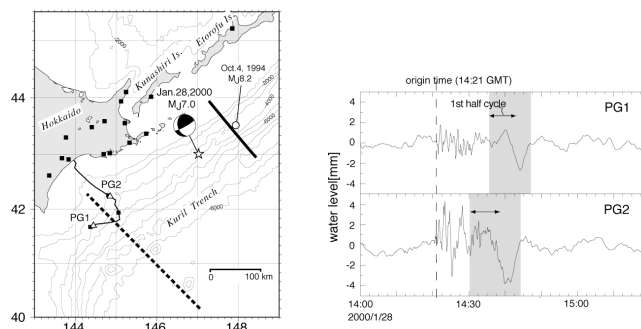 44
42
40
144
146
148
Hokkaido
Kunashiri Is.
Etorofu Is.
Oct.4, 1994
MJ8.2
Jan.28,2000
MJ7.0
PG2
PG1
Kuril Trench
0 100 km
origin time (14:21 GMT)
1st half cycle
PG1
PG2
water level[mm]
4
2
0
-2
-4
4
2
0
-2
-4
14:00
14:30
15:00
2000/1/28